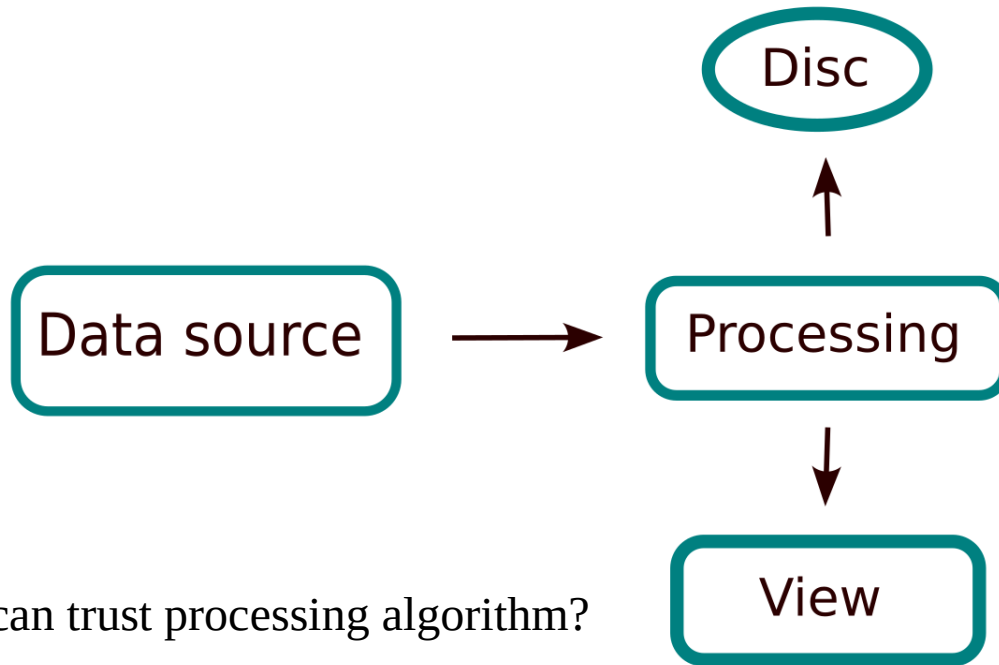 Disc
Data source
Processing
View
can trust processing algorithm?